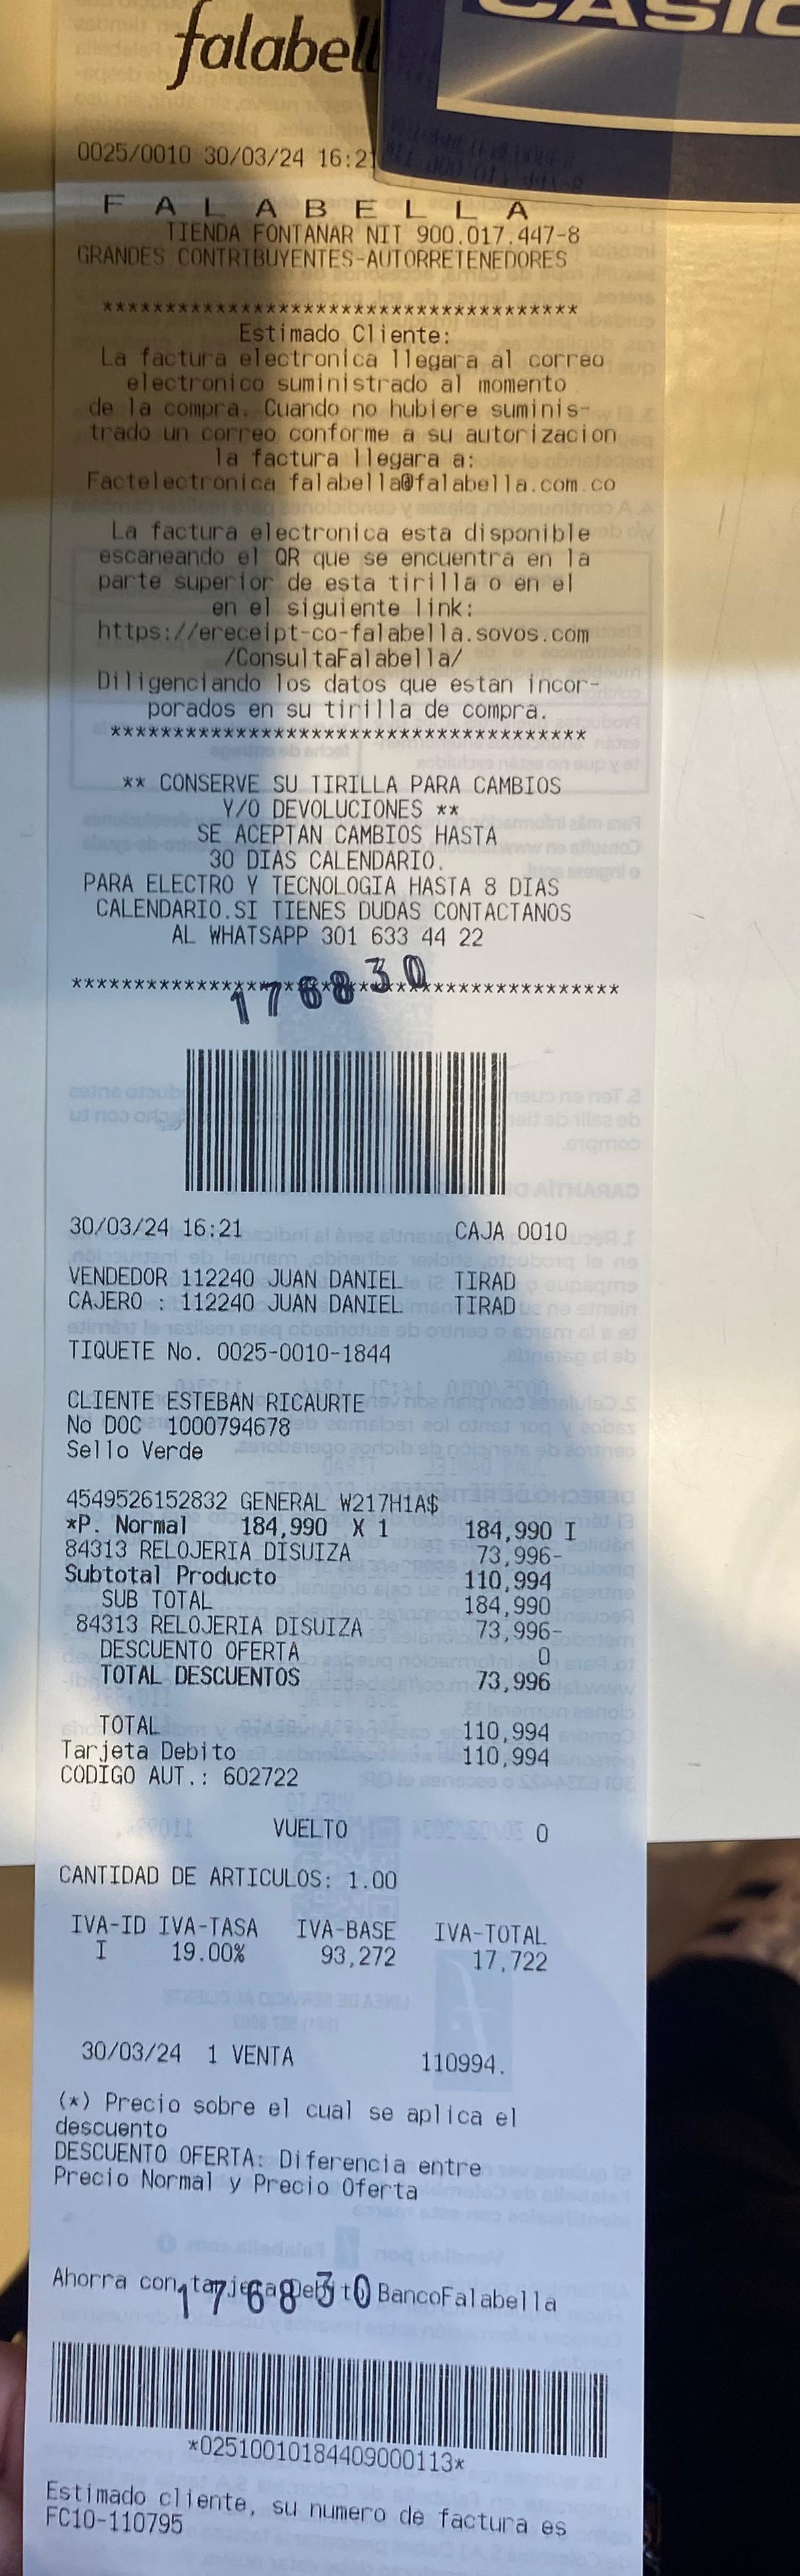 falabell
CASIO
0025/0010 30/03/24 16:21
F A L A B E L L A
TIENDA FONTANAR NIT 900.017.447-8
GRANDES CONTRIBUYENTES-AUTORRETENEDORES
**************************************
Estimado Cliente:
La factura electronica llegara al correo
electronico suministrado al momento
de la compra. Cuando no hubiere suminis-
trado un correo conforme a su autorizacion
la factura llegara a:
Factelectronica falabella@falabella.com.co
La factura electronica esta disponible
escaneando el QR que se encuentra en la
parte superior de esta tirilla o en el
en el siguiente link:
https://ereceipt-co-falabella.sovos.com
/ConsultaFalabella/
Diligenciando los datos que estan incor-
porados en su tirilla de compra.
**************************************
** CONSERVE SU TIRILLA PARA CAMBIOS
Y/O DEVOLUCIONES **
SE ACEPTAN CAMBIOS HASTA
30 DIAS CALENDARIO.
PARA ELECTRO Y TECNOLOGIA HASTA 8 DIAS
CALENDARIO.SI TIENES DUDAS CONTACTANOS
AL WHATSAPP 301 633 44 22
********************************************
176830
30/03/24 16:21 CAJA 0010
VENDEDOR 112240 JUAN DANIEL TIRAD
CAJERO : 112240 JUAN DANIEL TIRAD
TIQUETE No. 0025-0010-1844
CLIENTE ESTEBAN RICAURTE
No DOC 1000794678
Sello Verde
4549526152832 GENERAL W217H1A$
*P. Normal 184,990 X 1 184,990 I
84313 RELOJERIA DISUIZA 73,996-
Subtotal Producto 110,994
SUB TOTAL 184,990
84313 RELOJERIA DISUIZA 73,996-
DESCUENTO OFERTA 0
TOTAL DESCUENTOS 73,996
TOTAL 110,994
Tarjeta Debito 110,994
CODIGO AUT.: 602722
VUELTO 0
CANTIDAD DE ARTICULOS: 1.00
IVA-ID IVA-TASA IVA-BASE IVA-TOTAL
I 19.00% 93,272 17,722
30/03/24 1 VENTA 110994.
(*) Precio sobre el cual se aplica el
descuento
DESCUENTO OFERTA: Diferencia entre
Precio Normal y Precio Oferta
Ahorra con tarjeta Debito BancoFalabella
176830
*02510010184409000113*
Estimado cliente, su numero de factura es
FC10-110795